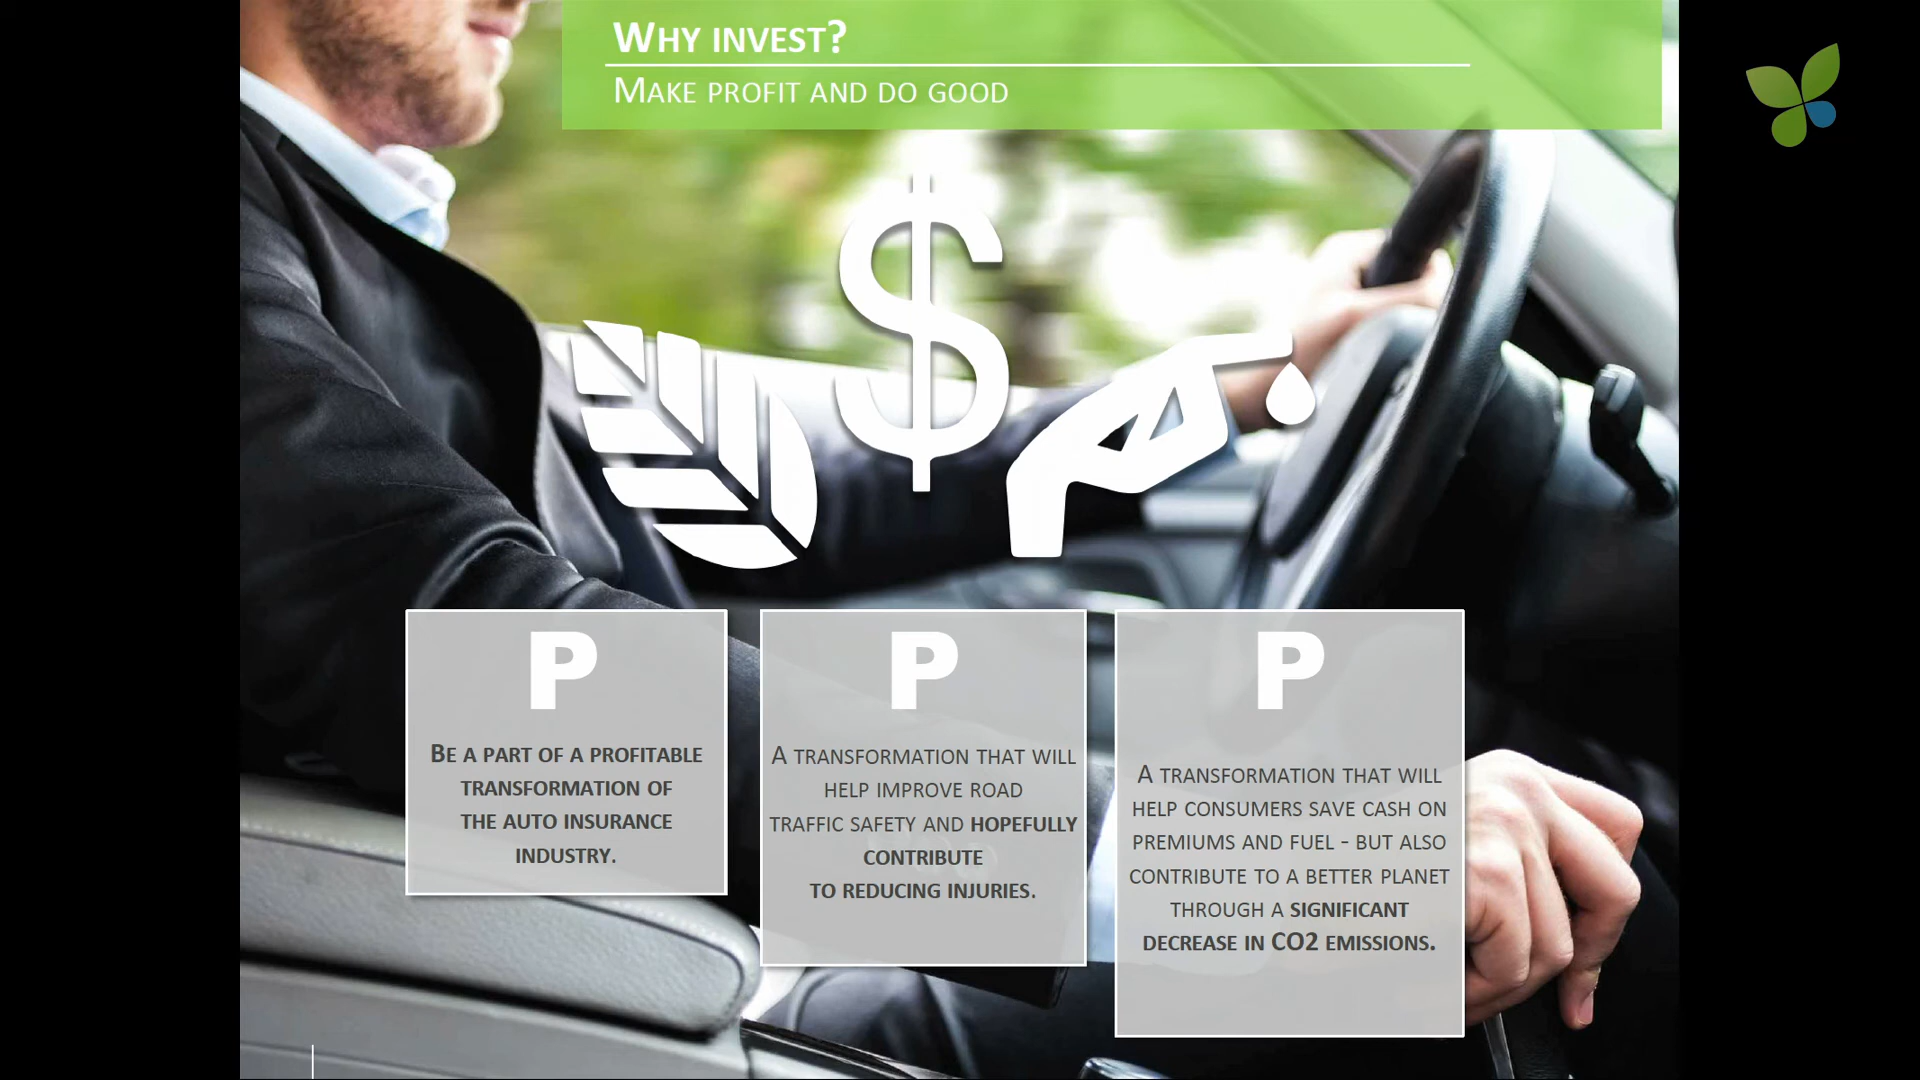 WHY INVEST?
MAKE PROFIT AND DO GOOD
$
P
BE A PART OF A PROFITABLE
TRANSFORMATION OF
THE AUTO INSURANCE
INDUSTRY.
P
A TRANSFORMATION THAT WILL
HELP IMPROVE ROAD
TRAFFIC SAFETY AND HOPEFULLY
CONTRIBUTE
TO REDUCING INJURIES.
P
A TRANSFORMATION THAT WILL
HELP CONSUMERS SAVE CASH ON
PREMIUMS AND FUEL - BUT ALSO
CONTRIBUTE TO A BETTER PLANET
THROUGH A SIGNIFICANT
DECREASE IN CO2 EMISSIONS.